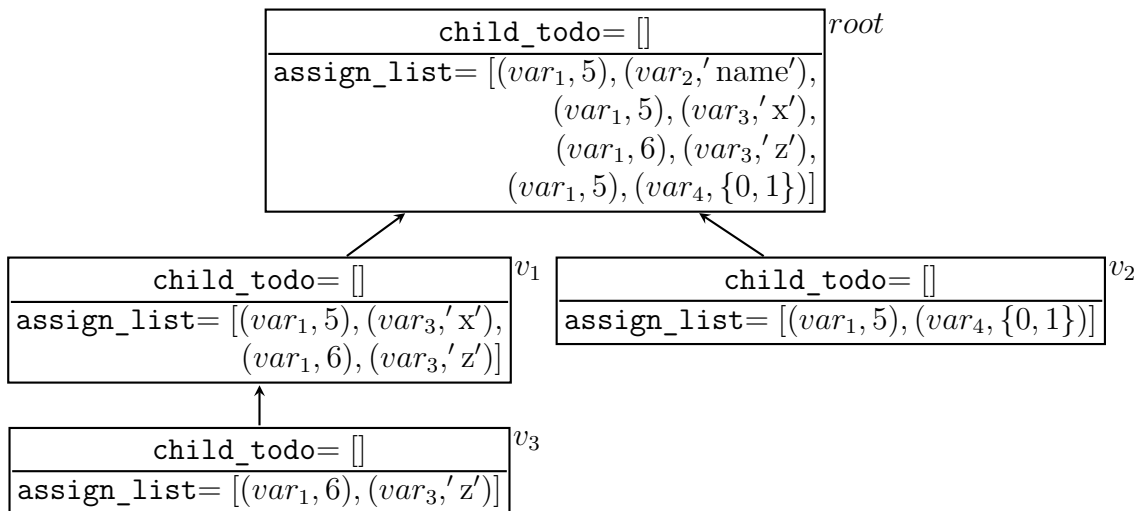 child_todo= [] root
assign_list= [(var₁, 5), (var₂,′ name′),
(var₁, 5), (var₃,′ x′),
(var₁, 6), (var₃,′ z′),
(var₁, 5), (var₄, {0, 1})]
child_todo= [] v₁
assign_list= [(var₁, 5), (var₃,′ x′),
(var₁, 6), (var₃,′ z′)]
child_todo= [] v₂
assign_list= [(var₁, 5), (var₄, {0, 1})]
child_todo= [] v₃
assign_list= [(var₁, 6), (var₃,′ z′)]